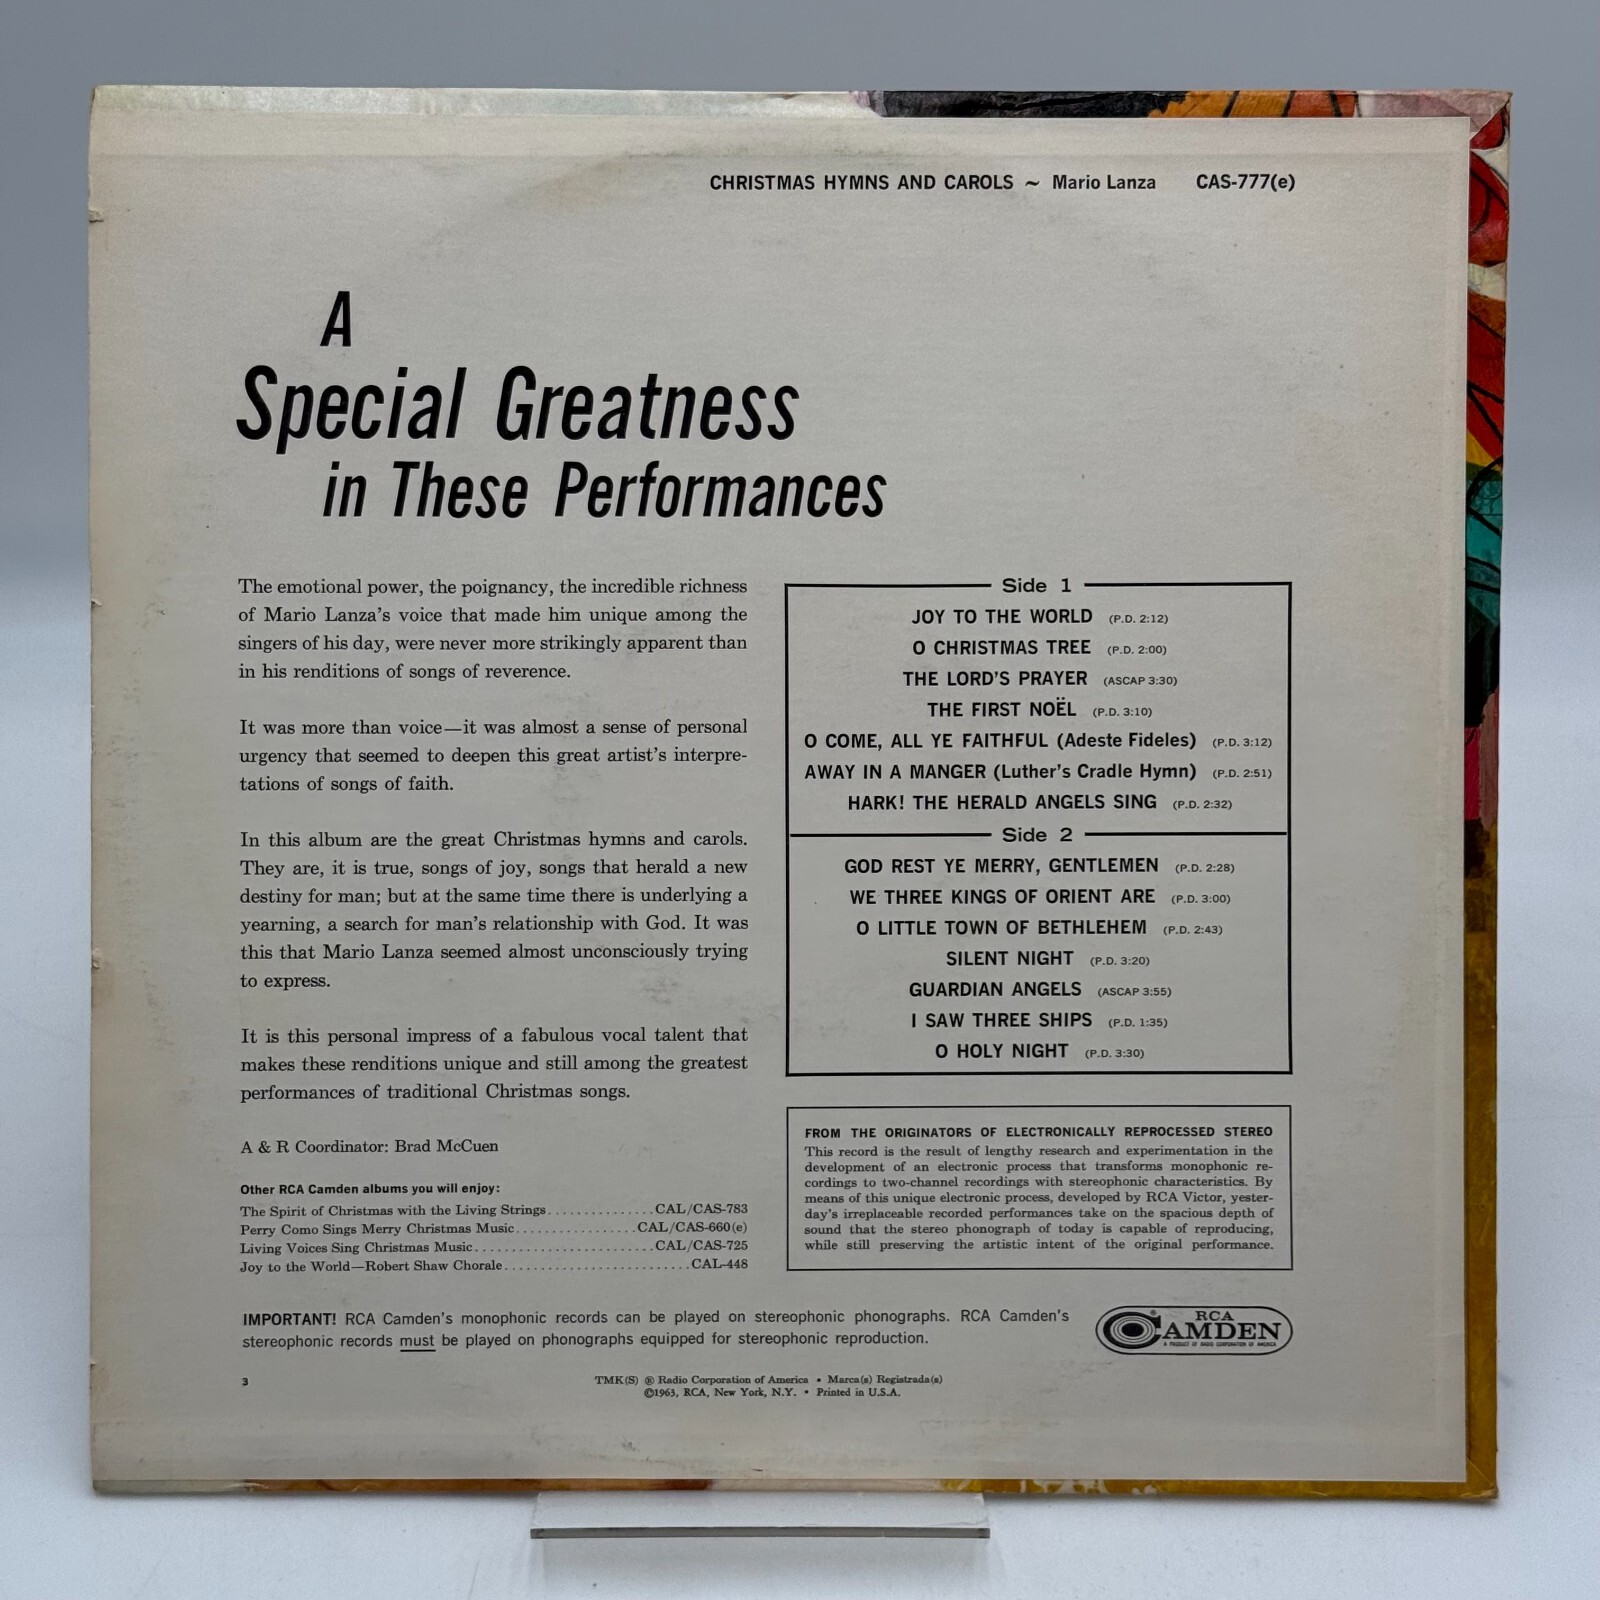 CHRISTMAS HYMNS AND CAROLS ~ Mario Lanza CAS-777(e)
A
Special Greatness
in These Performances
The emotional power, the poignancy, the incredible richness
of Mario Lanza's voice that made him unique among the
singers of his day, were never more strikingly apparent than
in his renditions of songs of reverence.
It was more than voice—it was almost a sense of personal
urgency that seemed to deepen this great artist's interpre-
tations of songs of faith.
In this album are the great Christmas hymns and carols.
They are, it is true, songs of joy, songs that herald a new
destiny for man; but at the same time there is underlying a
yearning, a search for man's relationship with God. It was
this that Mario Lanza seemed almost unconsciously trying
to express.
It is this personal impress of a fabulous vocal talent that
makes these renditions unique and still among the greatest
performances of traditional Christmas songs.
A & R Coordinator: Brad McCuen
Other RCA Camden albums you will enjoy:
The Spirit of Christmas with the Living Strings...............CAL/CAS-783
Perry Como Sings Merry Christmas Music.................CAL/CAS-660(e)
Living Voices Sing Christmas Music.........................CAL/CAS-725
Joy to the World—Robert Shaw Chorale..........................CAL-448
Side 1
JOY TO THE WORLD (P.D. 2:12)
O CHRISTMAS TREE (P.D. 2:00)
THE LORD'S PRAYER (ASCAP 3:30)
THE FIRST NOËL (P.D. 3:10)
O COME, ALL YE FAITHFUL (Adeste Fideles) (P.D. 3:12)
AWAY IN A MANGER (Luther's Cradle Hymn) (P.D. 2:51)
HARK! THE HERALD ANGELS SING (P.D. 2:32)
Side 2
GOD REST YE MERRY, GENTLEMEN (P.D. 2:28)
WE THREE KINGS OF ORIENT ARE (P.D. 3:00)
O LITTLE TOWN OF BETHLEHEM (P.D. 2:43)
SILENT NIGHT (P.D. 3:20)
GUARDIAN ANGELS (ASCAP 3:55)
I SAW THREE SHIPS (P.D. 1:35)
O HOLY NIGHT (P.D. 3:30)
FROM THE ORIGINATORS OF ELECTRONICALLY REPROCESSED STEREO
This record is the result of lengthy research and experimentation in the
development of an electronic process that transforms monophonic re-
cordings to two-channel recordings with stereophonic characteristics. By
means of this unique electronic process, developed by RCA Victor, yester-
day's irreplaceable recorded performances take on the spacious depth of
sound that the stereo phonograph of today is capable of reproducing,
while still preserving the artistic intent of the original performance.
IMPORTANT! RCA Camden's monophonic records can be played on stereophonic phonographs. RCA Camden's
stereophonic records must be played on phonographs equipped for stereophonic reproduction.
RCA
CAMDEN
A PRODUCT OF RADIO CORPORATION OF AMERICA
3
TMK(S) ® Radio Corporation of America • Marca(s) Registrada(s)
©1963, RCA, New York, N.Y. • Printed in U.S.A.